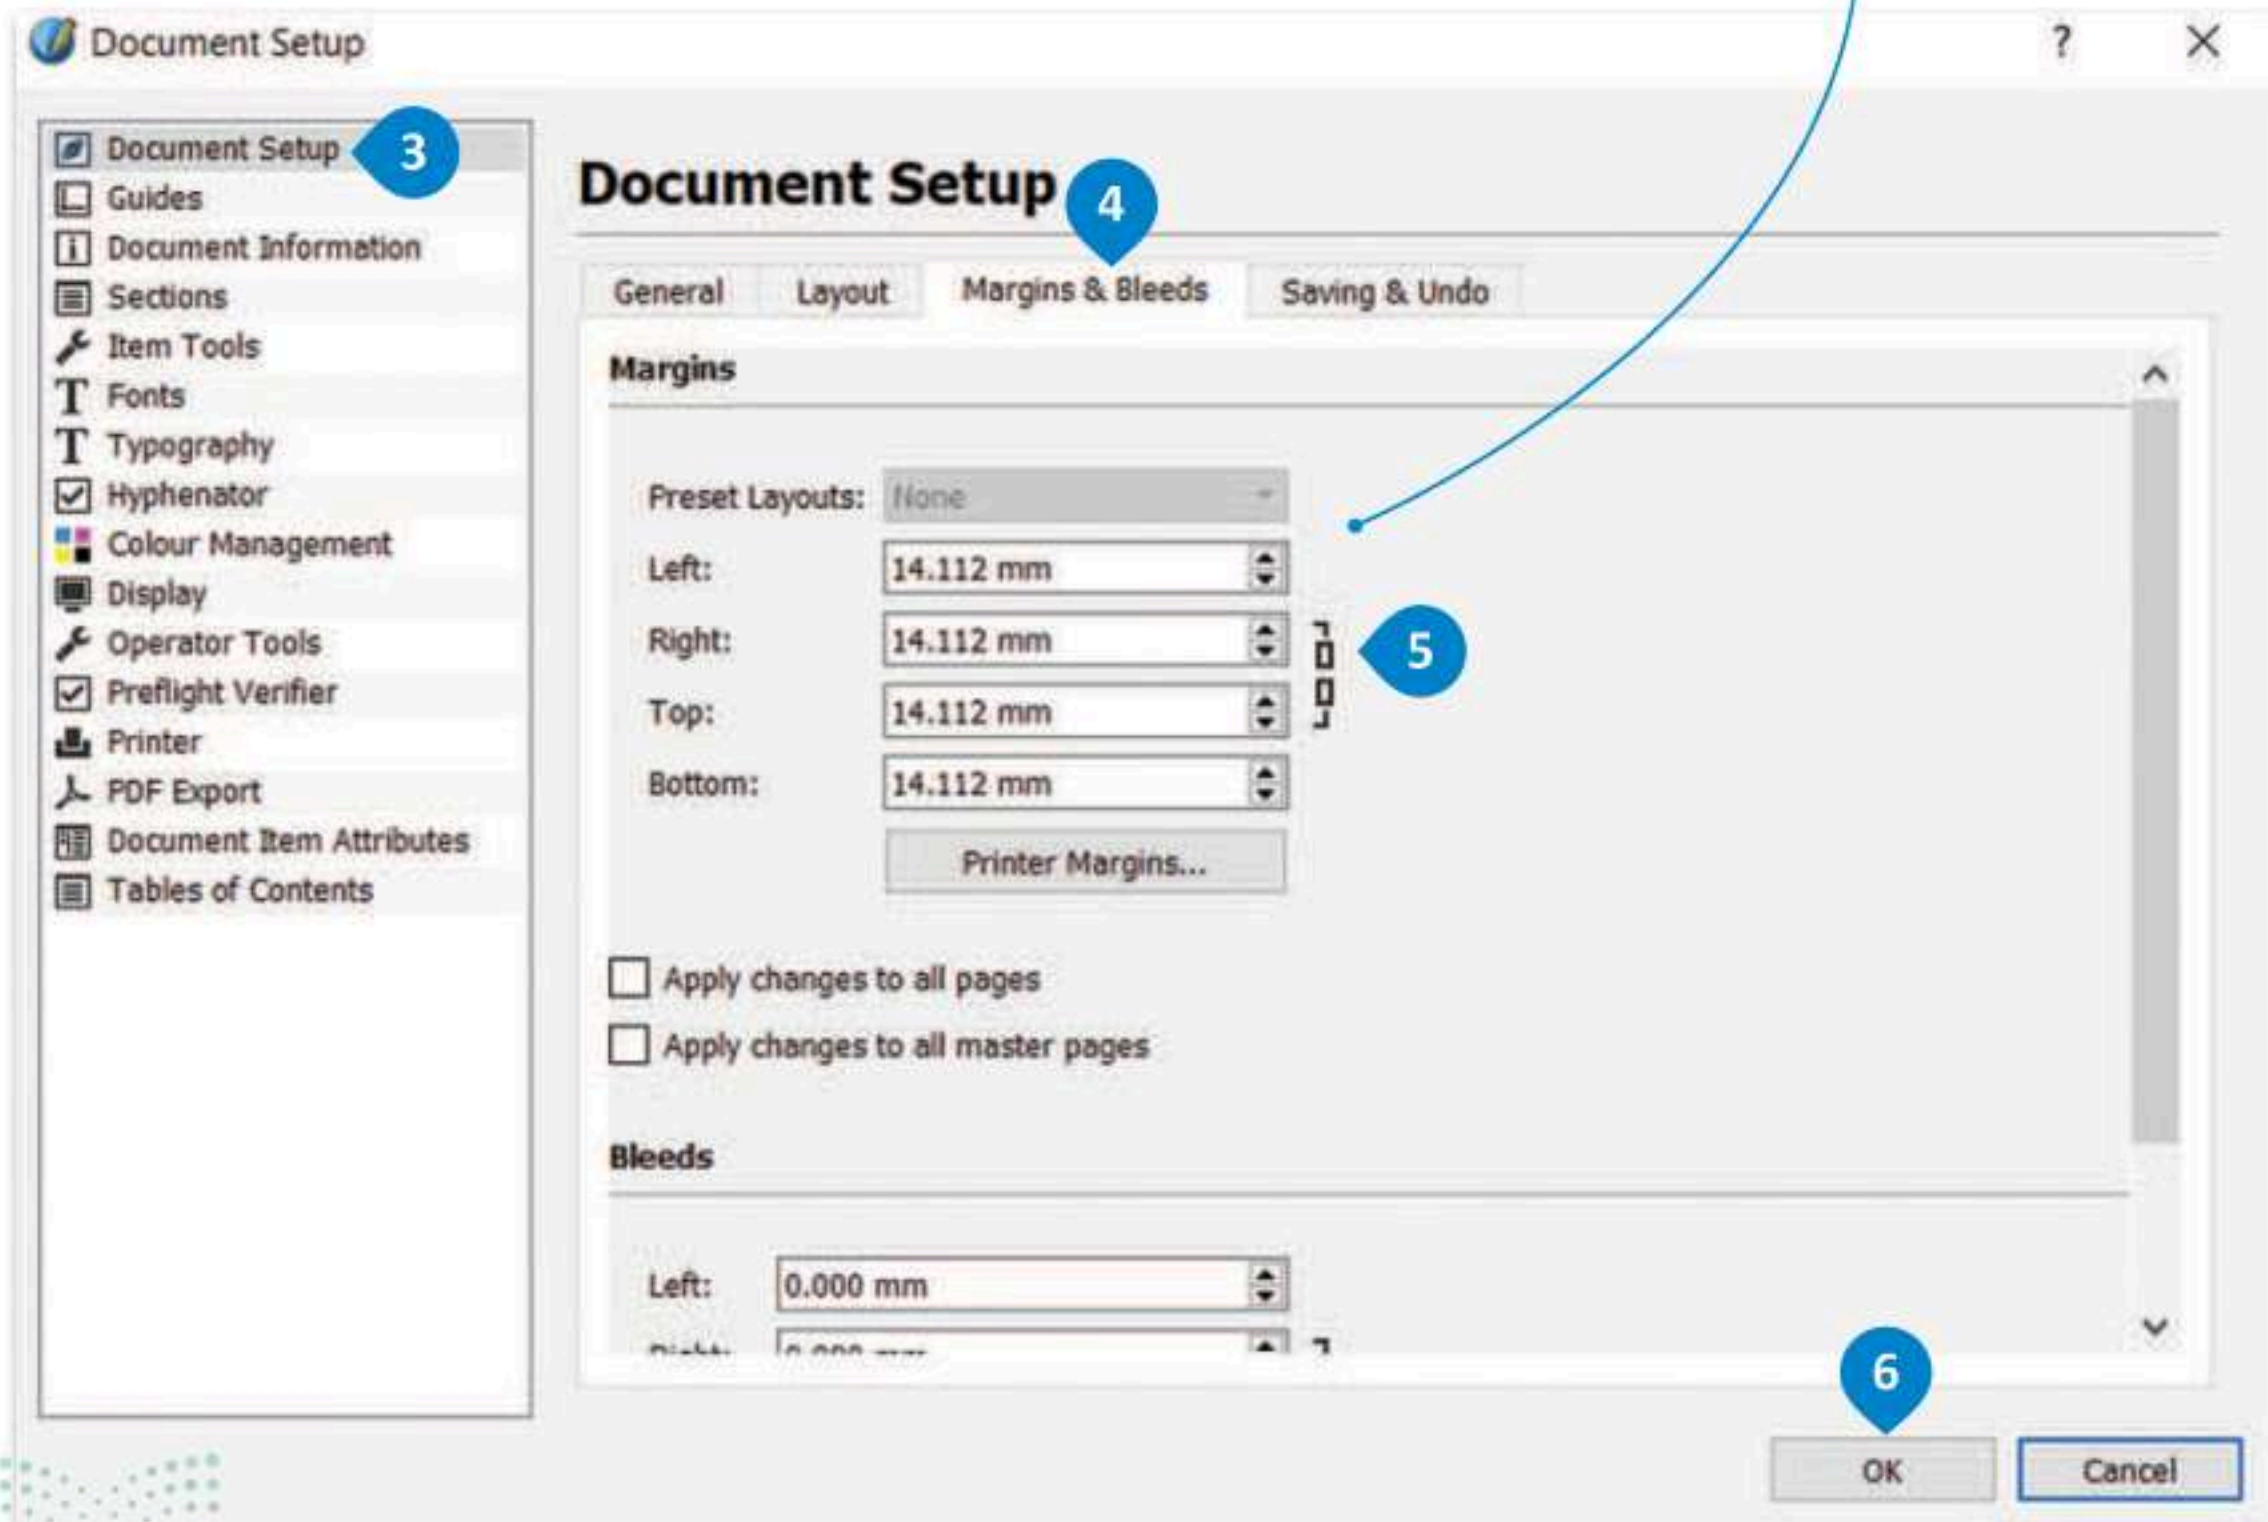 Document Setup
?
Document Setup
3
Guides
Document Information
Sections
Item Tools
Fonts
Typography
Hyphenator
Colour Management
Display
Operator Tools
Preflight Verifier
Printer
PDF Export
Document Item Attributes
Tables of Contents
Document Setup
4
General Layout Margins & Bleeds Saving & Undo
Margins
Preset Layouts: None
Left: 14.112 mm
Right: 14.112 mm
5
Top: 14.112 mm
Bottom: 14.112 mm
Printer Margins...
Apply changes to all pages
Apply changes to all master pages
Bleeds
Left: 0.000 mm
Right: 0.000 mm
6
OK Cancel